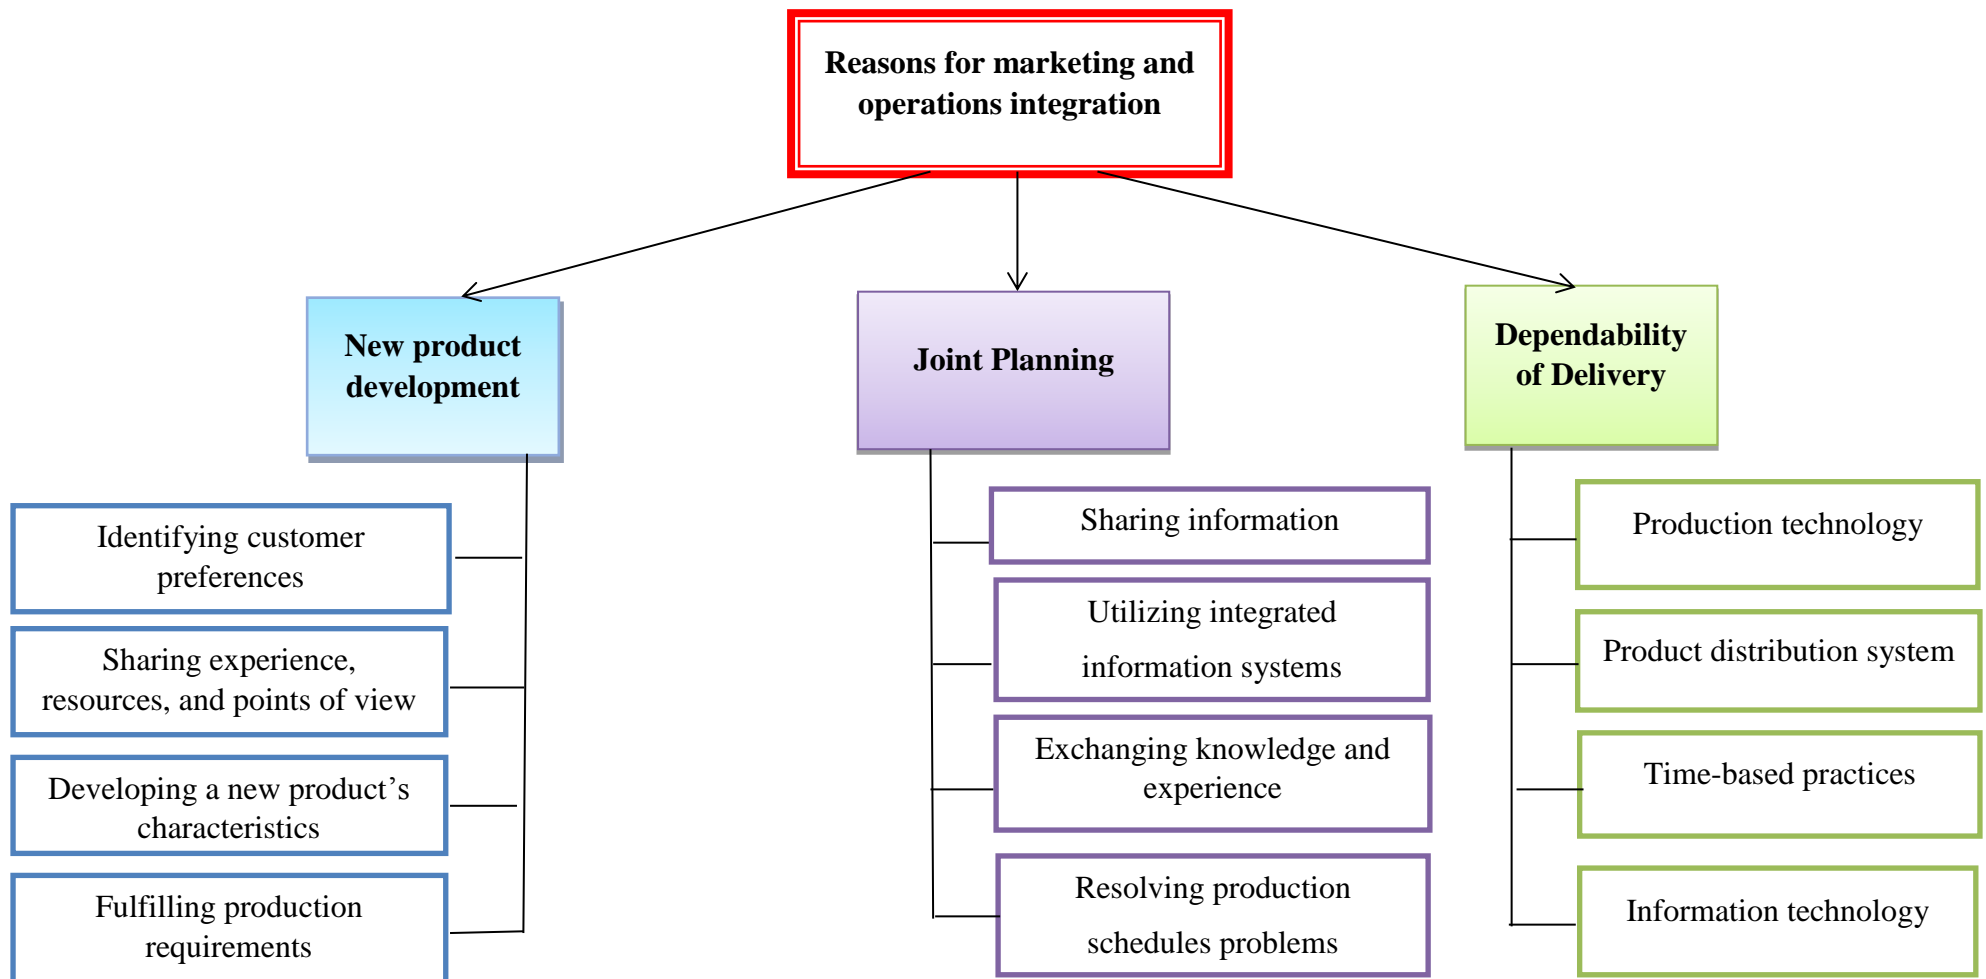 Reasons for marketing and
operations integration
New product
development
Joint Planning
Dependability
of Delivery
Identifying customer
preferences
Sharing experience,
resources, and points of view
Developing a new product’s
characteristics
Fulfilling production
requirements
Sharing information
Utilizing integrated
information systems
Exchanging knowledge and
experience
Resolving production
schedules problems
Production technology
Product distribution system
Time-based practices
Information technology